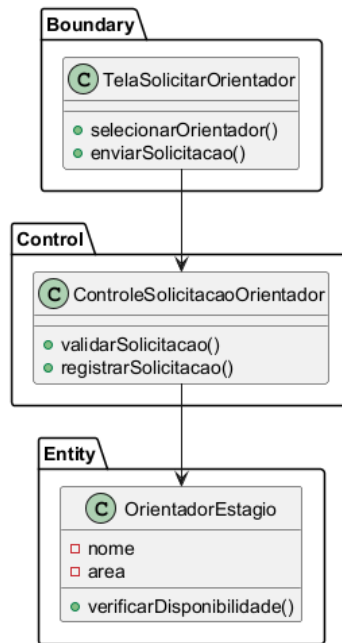 Boundary
C TelaSolicitarOrientador
selecionarOrientador()
enviarSolicitacao()
Control
C ControleSolicitacaoOrientador
validarSolicitacao()
registrarSolicitacao()
Entity
C OrientadorEstagio
nome
area
verificarDisponibilidade()